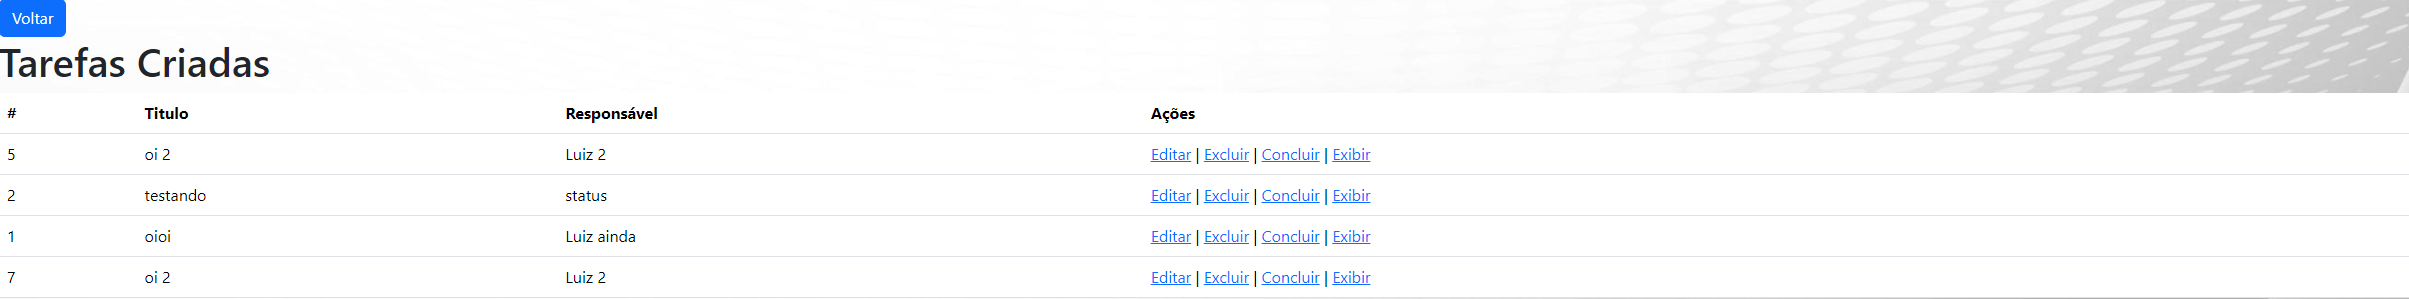 Voltar
Tarefas Criadas
# Titulo Responsável Ações
5 oi 2 Luiz 2 Editar | Excluir | Concluir | Exibir
2 testando status Editar | Excluir | Concluir | Exibir
1 oioi Luiz ainda Editar | Excluir | Concluir | Exibir
7 oi 2 Luiz 2 Editar | Excluir | Concluir | Exibir